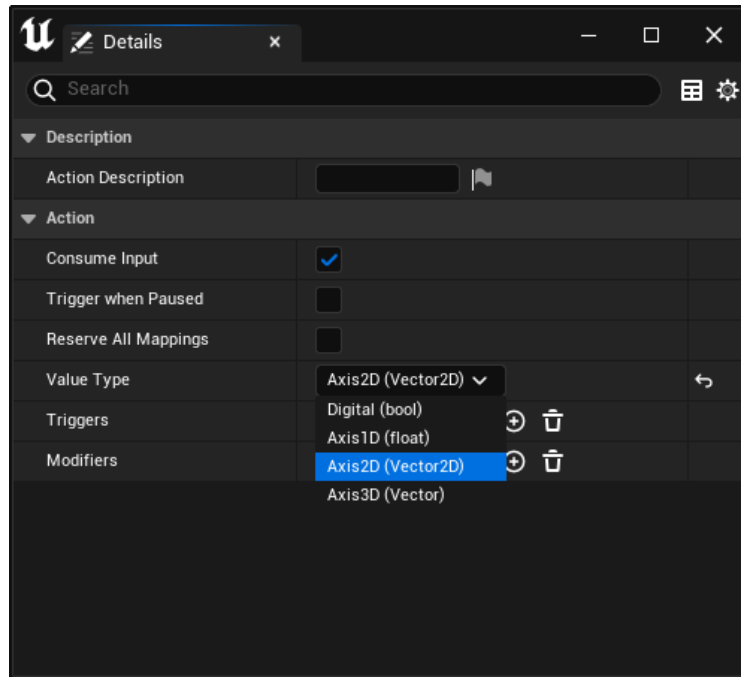 Details
Search
Description
Action Description
Action
Consume Input
Trigger when Paused
Reserve All Mappings
Value Type Axis2D (Vector2D)
Digital (bool)
Triggers
Axis1D (float)
Modifiers Axis2D (Vector2D)
Axis3D (Vector)